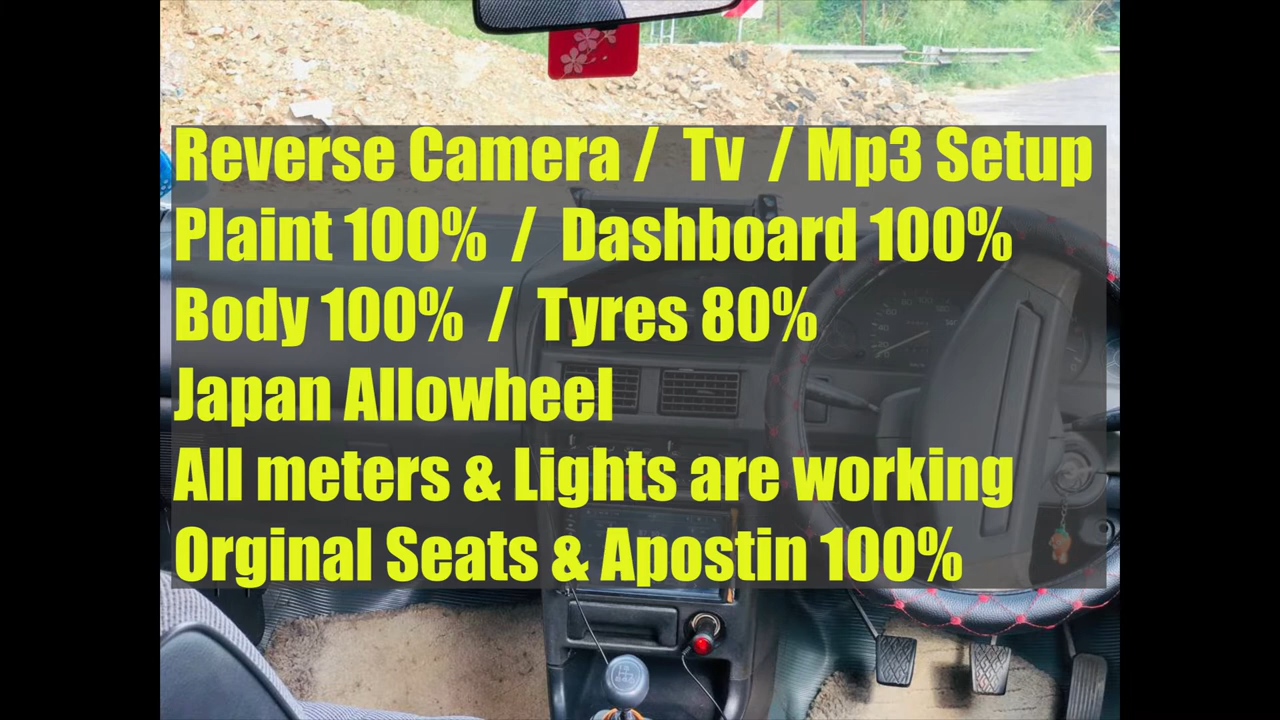 Reverse Camera / Tv / Mp3 Setup
Plaint 100% / Dashboard 100%
Body 100% / Tyres 80%
Japan Allowheel
All meters & Lights are working
Orginal Seats & Apostin 100%